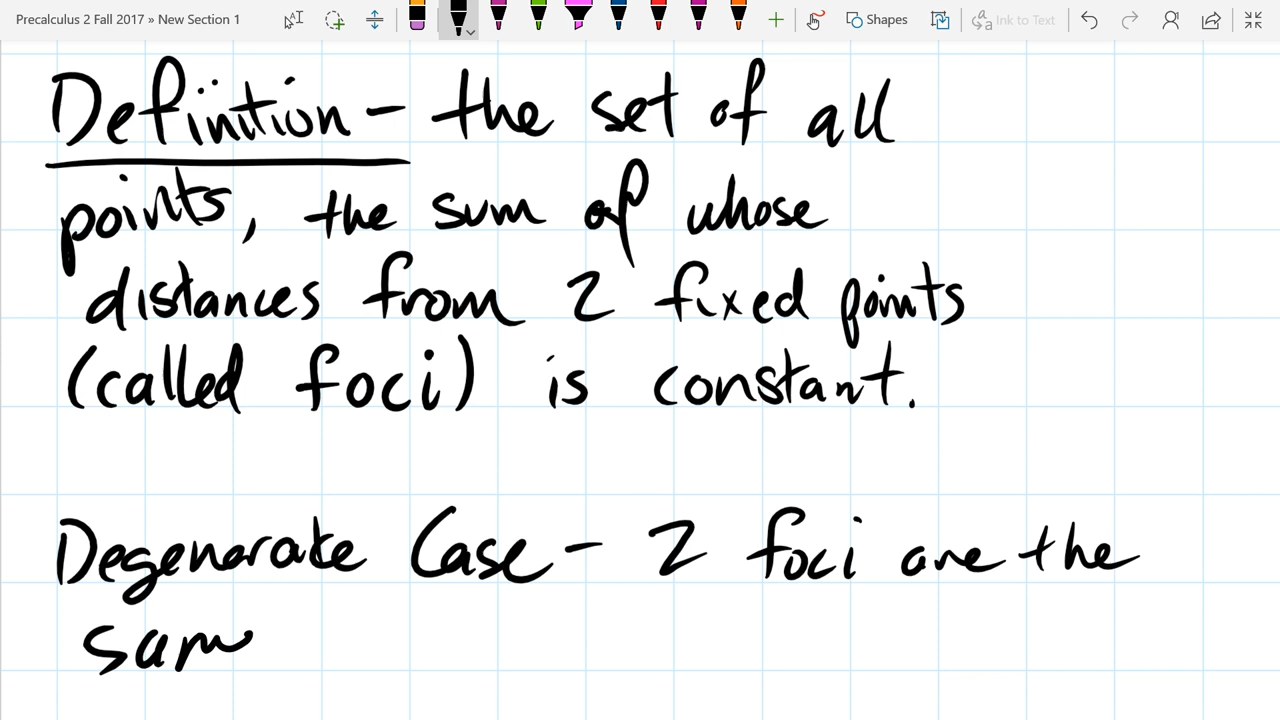 Precalculus 2 Fall 2017 » New Section 1
Shapes
Ink to Text
Definition - the set of all
points, the sum of whose
distances from 2 fixed points
(called foci) is constant.
Degenerate Case - 2 foci are the
sam